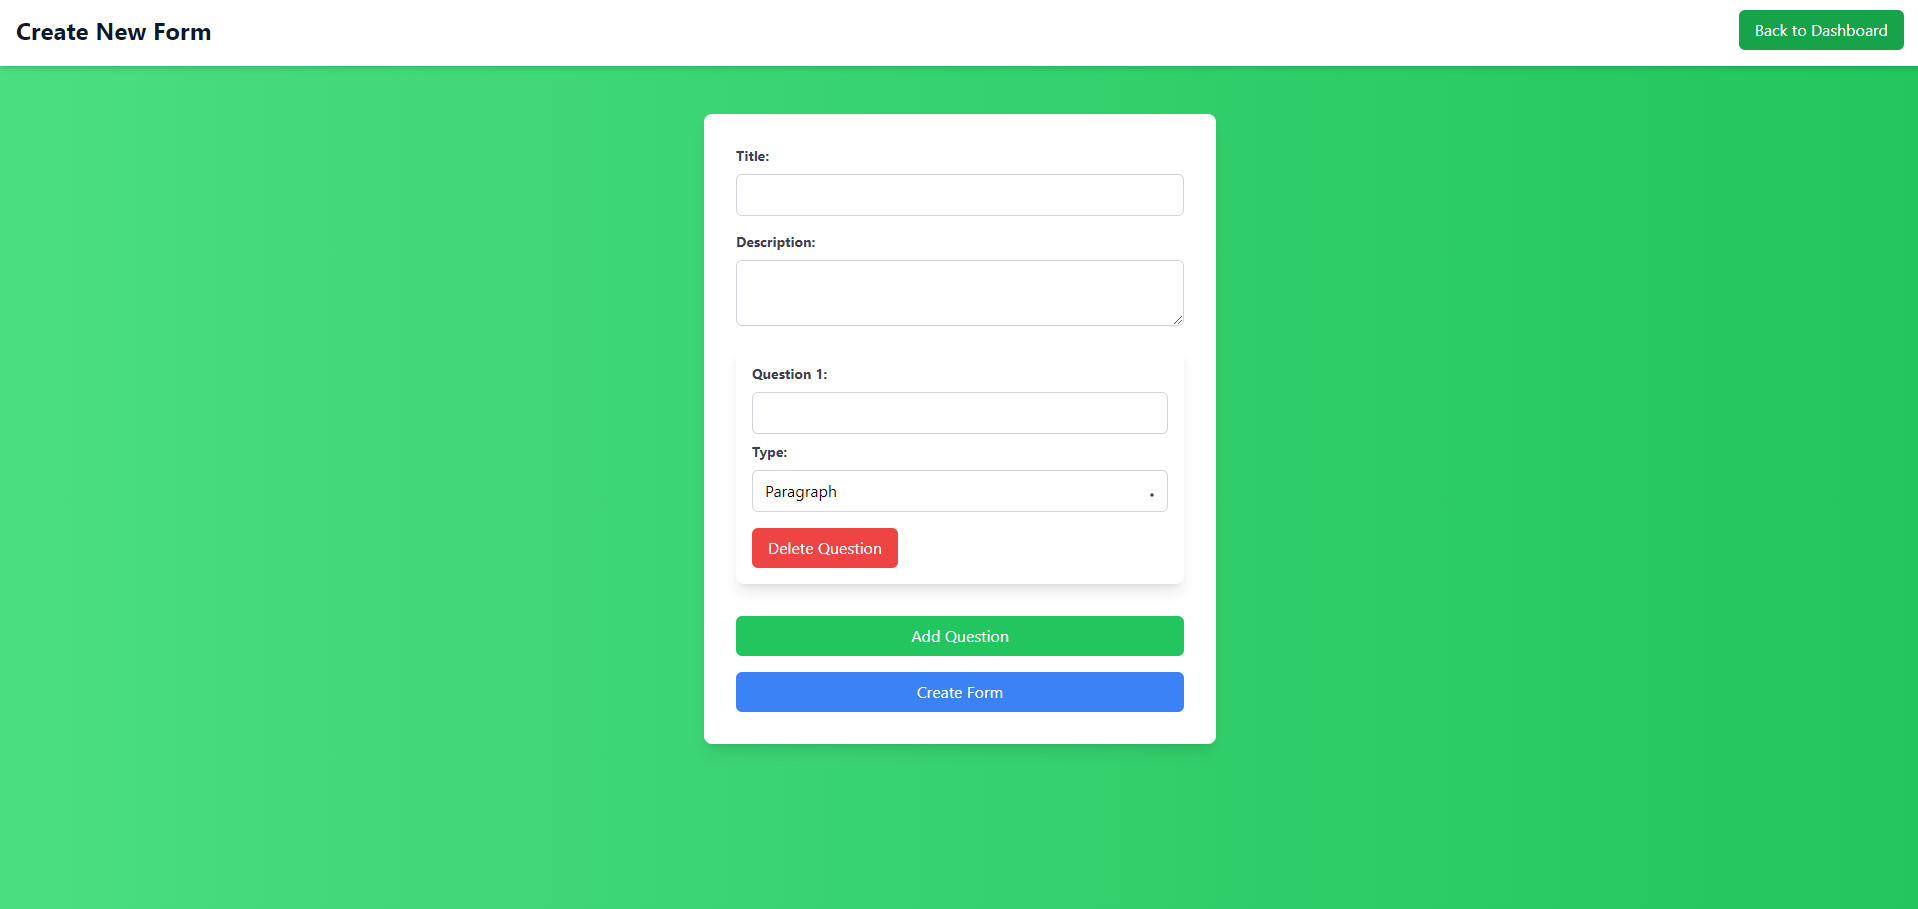 Create New Form
Back to Dashboard
Title:
Description:
Question 1:
Type:
Paragraph
Delete Question
Add Question
Create Form